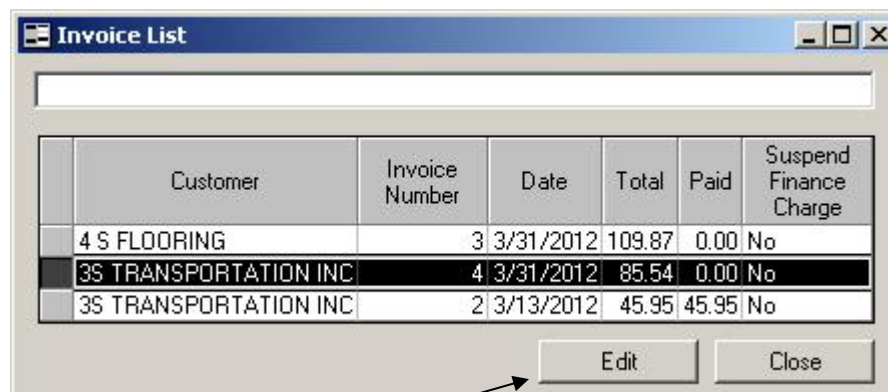 Invoice List
Customer Invoice Number Date Total Paid Suspend Finance Charge
4 S FLOORING 3 3/31/2012 109.87 0.00 No
3S TRANSPORTATION INC 4 3/31/2012 85.54 0.00 No
3S TRANSPORTATION INC 2 3/13/2012 45.95 45.95 No
Edit Close